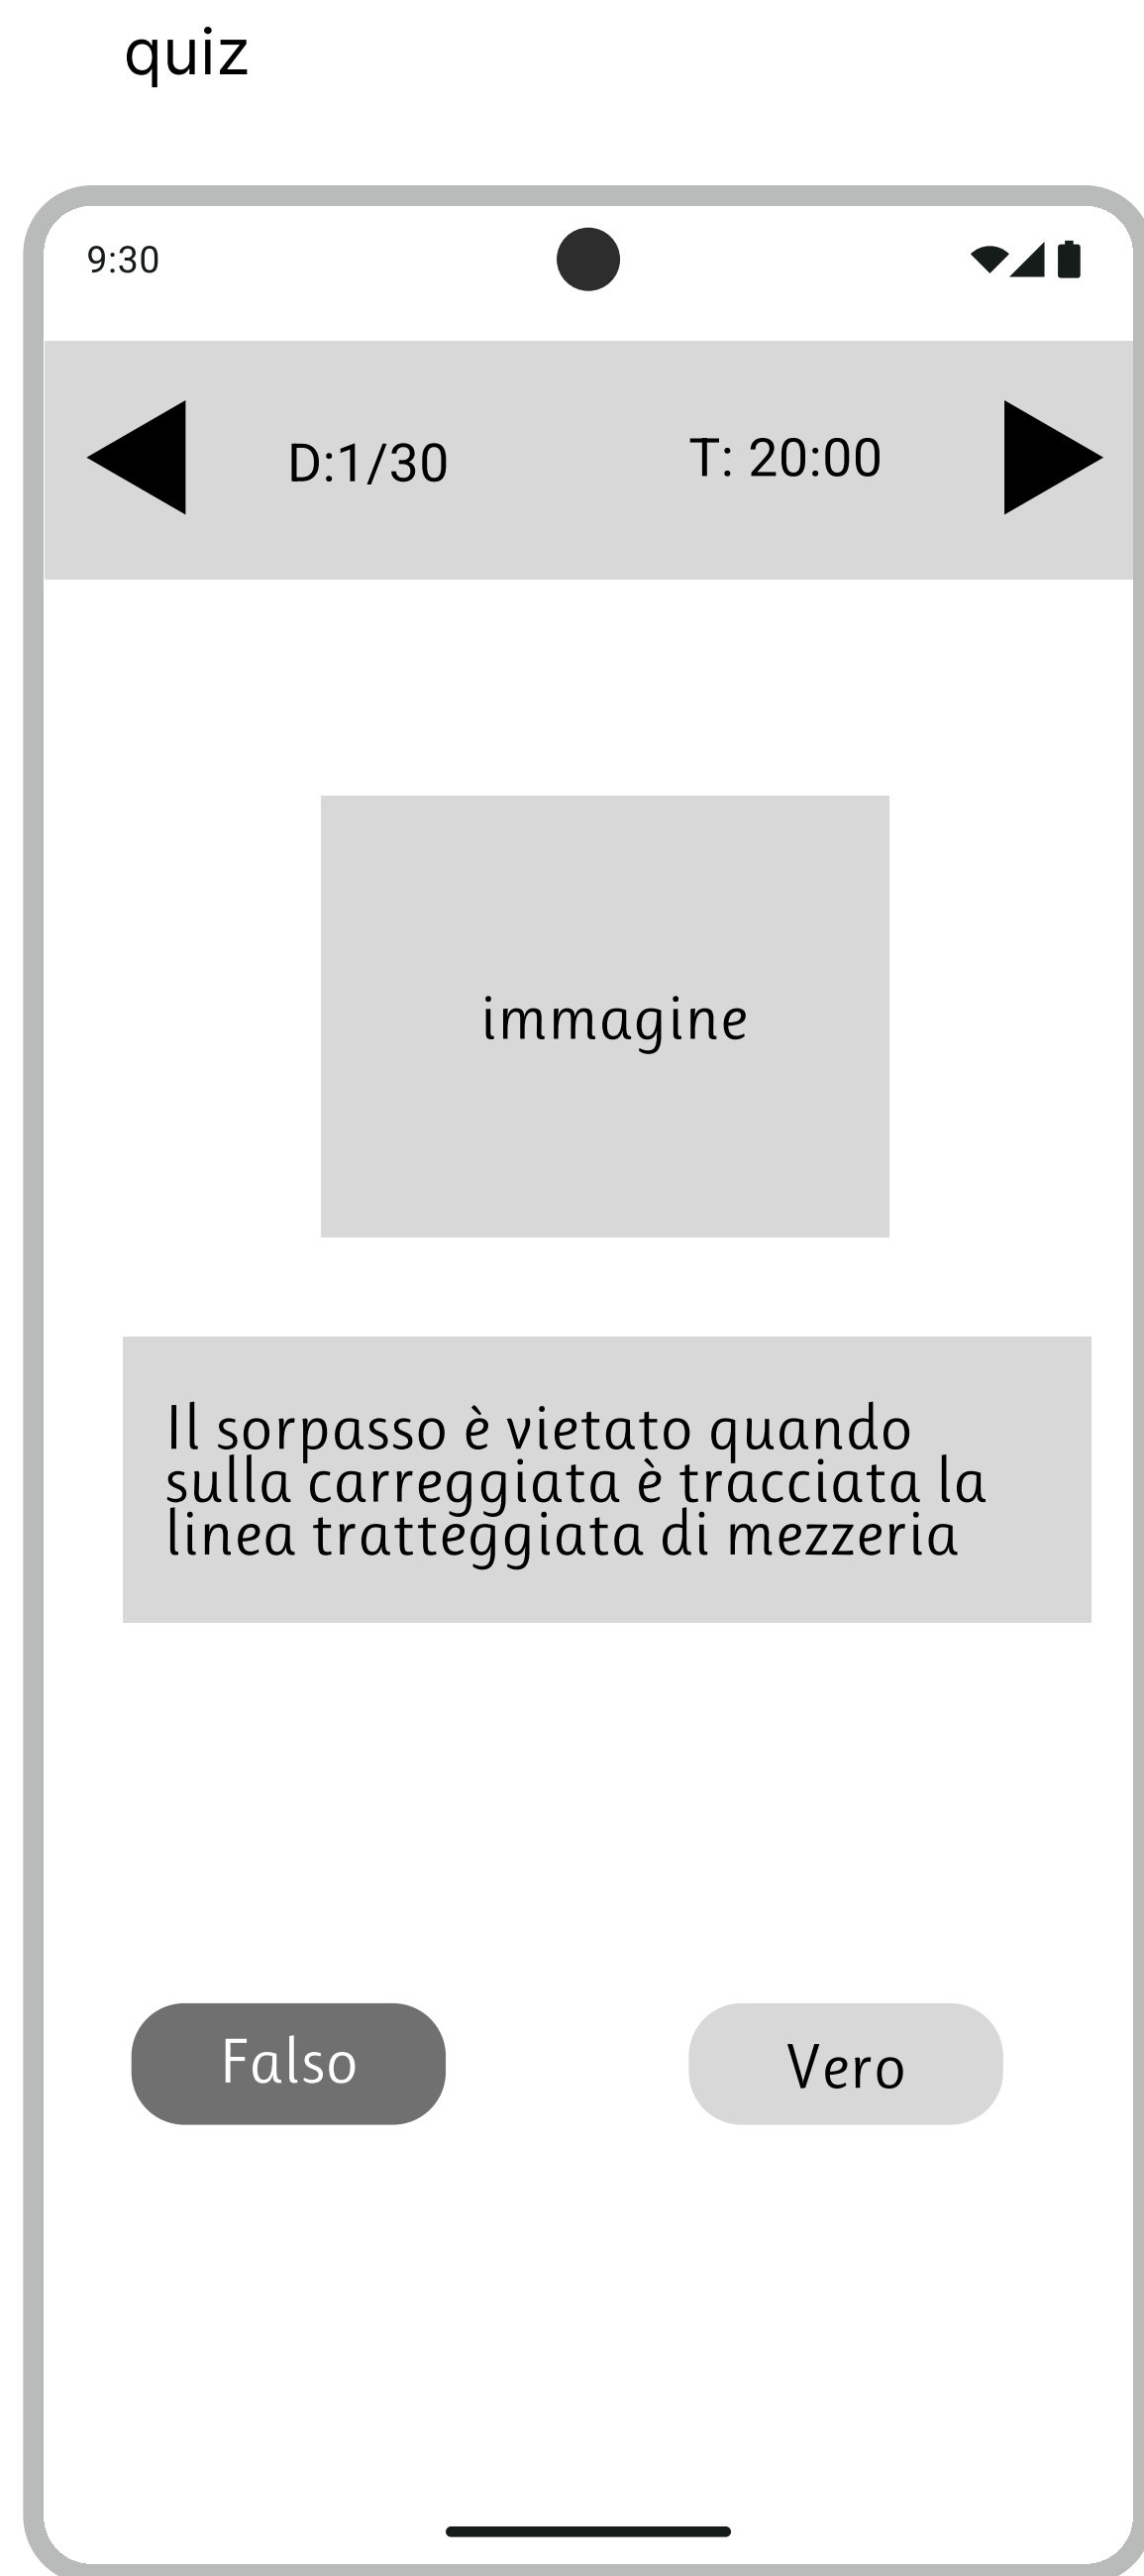 quiz
9:30
D:1/30
T: 20:00
immagine
Il sorpasso è vietato quando
sulla carreggiata è tracciata la
linea tratteggiata di mezzeria
Falso
Vero